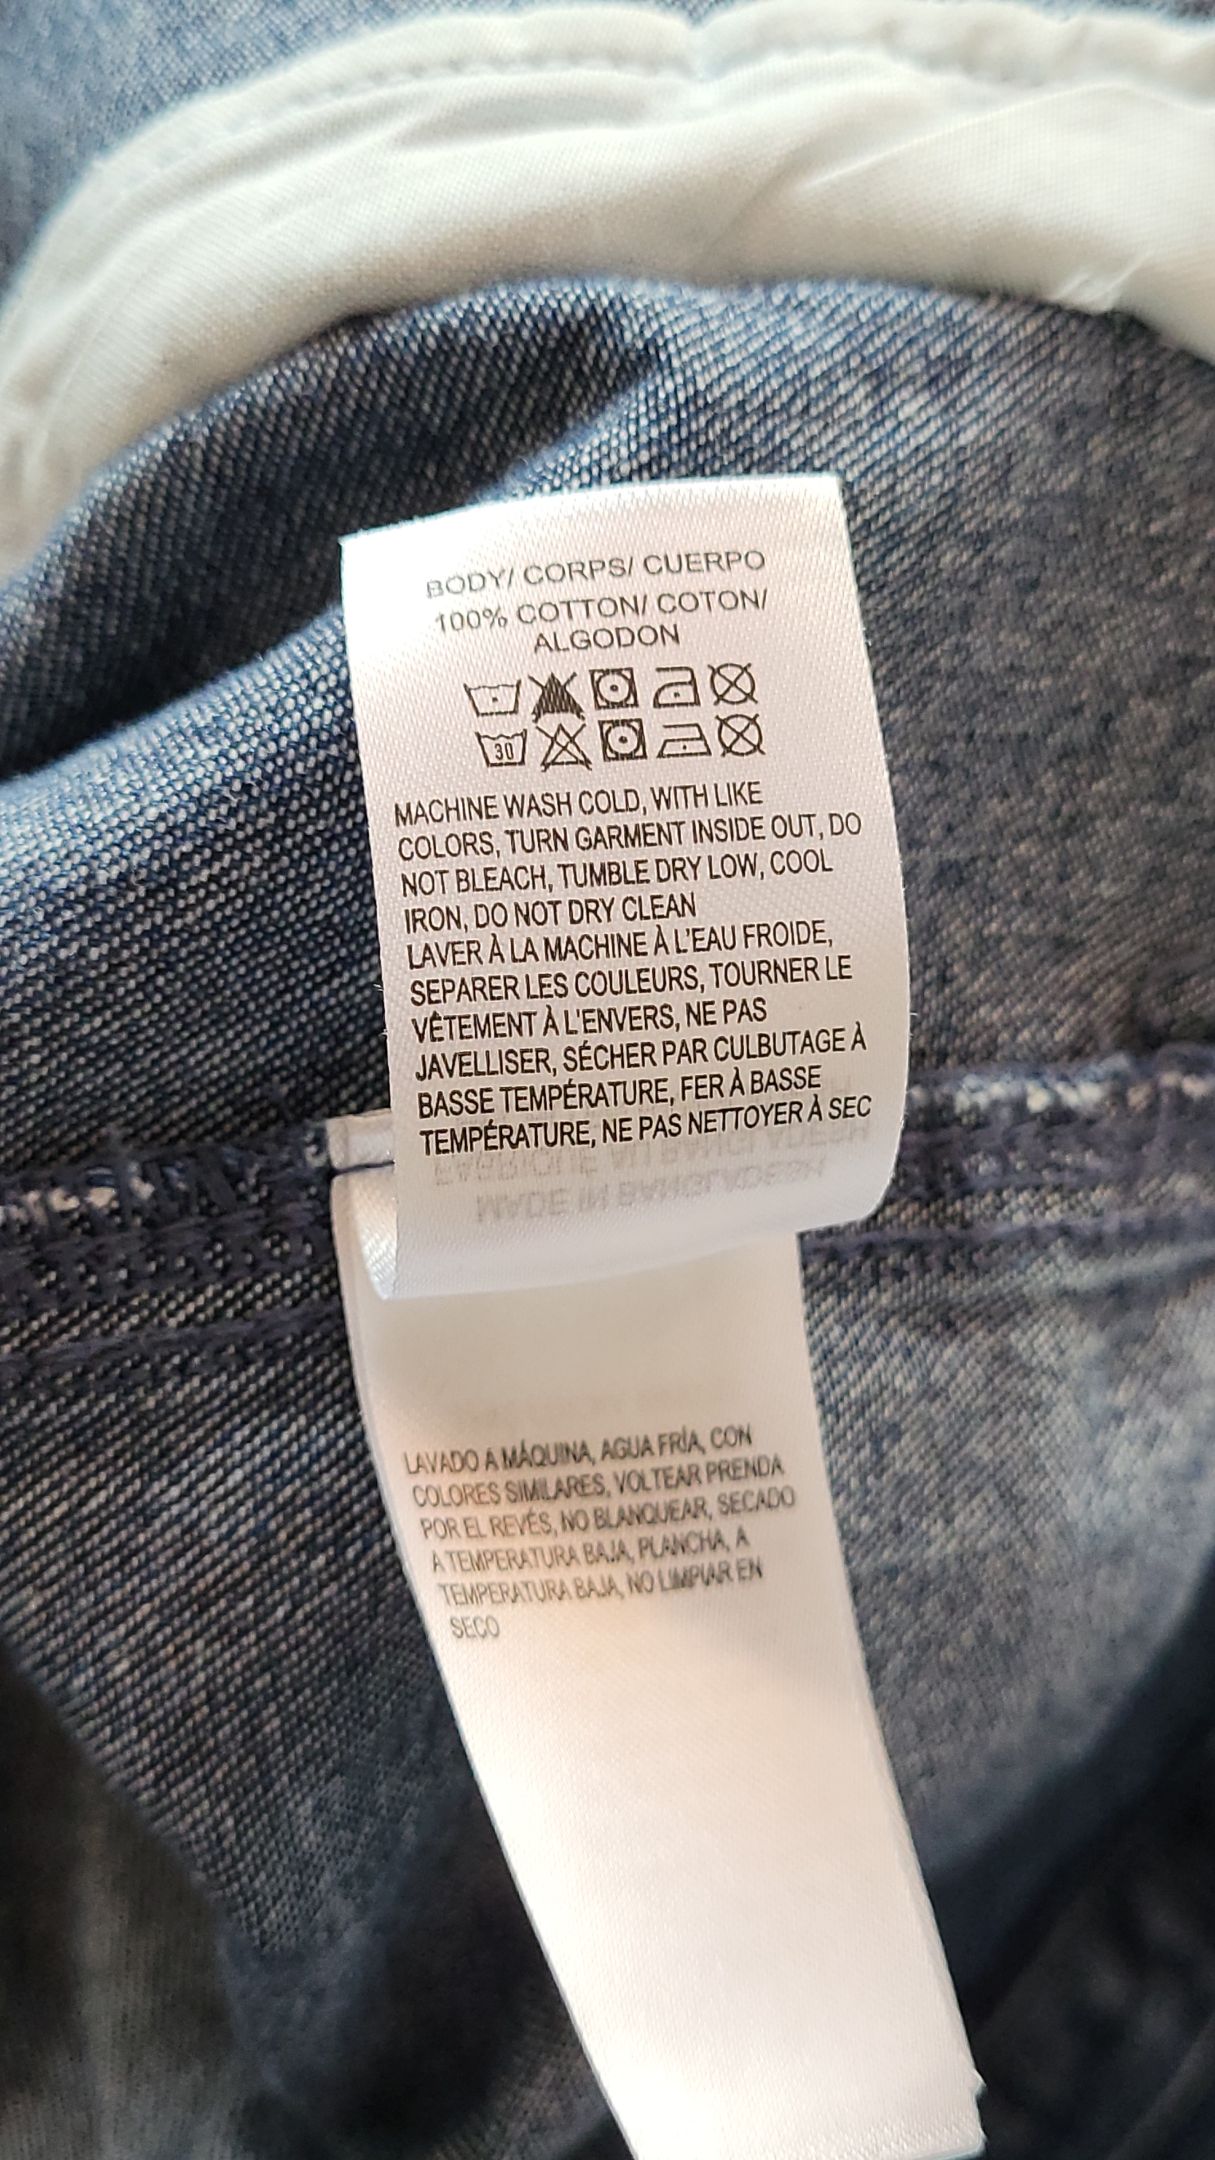 BODY/ CORPS/ CUERPO
100% COTTON/ COTON/
ALGODON
30
MACHINE WASH COLD, WITH LIKE
COLORS, TURN GARMENT INSIDE OUT, DO
NOT BLEACH, TUMBLE DRY LOW, COOL
IRON, DO NOT DRY CLEAN
LAVER À LA MACHINE À L'EAU FROIDE,
SEPARER LES COULEURS, TOURNER LE
VÊTEMENT À L'ENVERS, NE PAS
JAVELLISER, SÉCHER PAR CULBUTAGE À
BASSE TEMPÉRATURE, FER À BASSE
TEMPÉRATURE, NE PAS NETTOYER À SEC
MADE IN BANGLADESH
LAVADO A MÁQUINA, AGUA FRÍA, CON
COLORES SIMILARES, VOLTEAR PRENDA
POR EL REVÉS, NO BLANQUEAR, SECADO
A TEMPERATURA BAJA, PLANCHA, A
TEMPERATURA BAJA, NO LIMPIAR EN
SECO